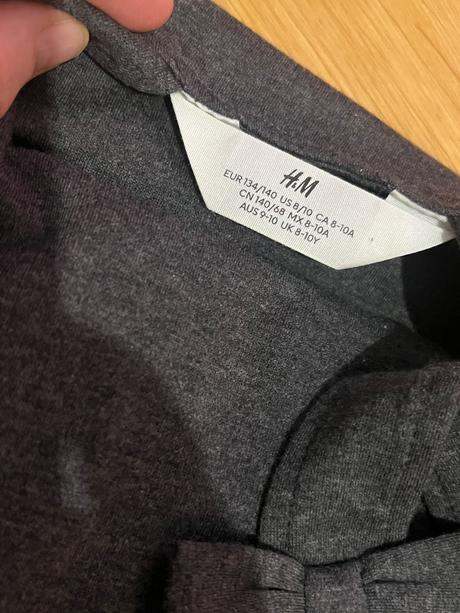 H&M
EUR 134/140 US 8/10 CA 8-10A
CN 140/68 MX 8-10A
AUS 9-10 UK 8-10Y